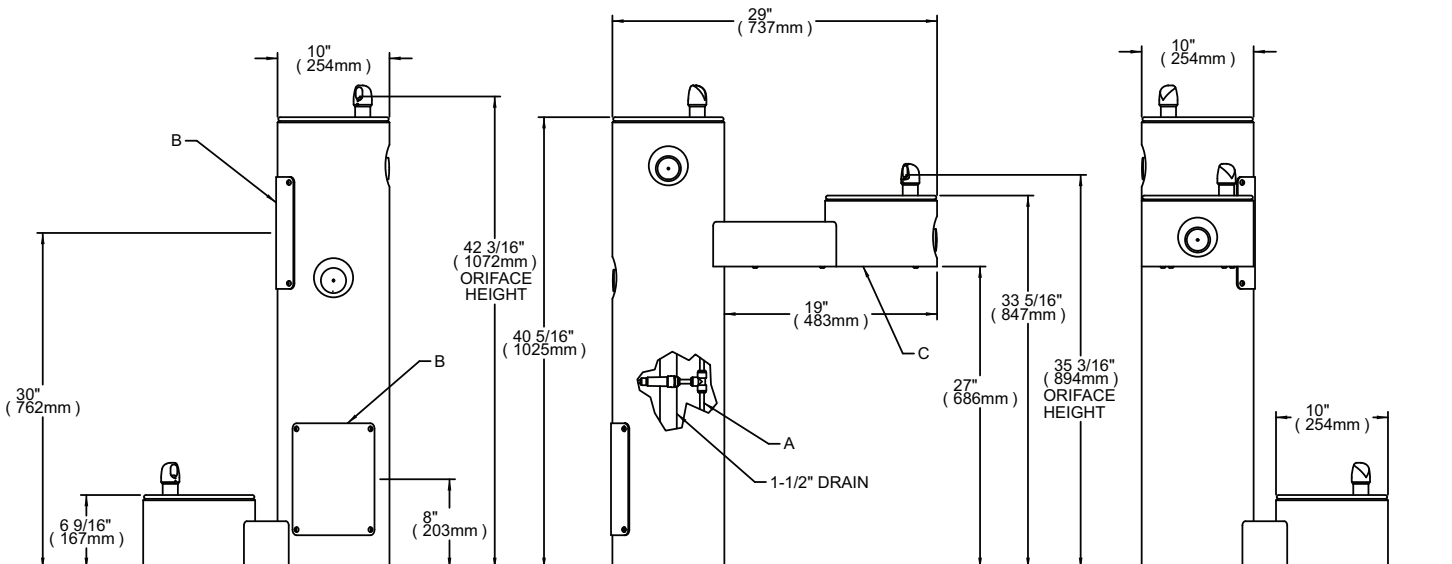 10"
( 254mm )
B
42 3/16"
( 1072mm )
ORIFACE
HEIGHT
30"
( 762mm )
B
8"
( 203mm )
6 9/16"
( 167mm )
29"
( 737mm )
40 5/16"
( 1025mm )
19"
( 483mm )
C
A
1-1/2" DRAIN
27"
( 686mm )
33 5/16"
( 847mm )
35 3/16"
( 894mm )
ORIFACE
HEIGHT
10"
( 254mm )
10"
( 254mm )